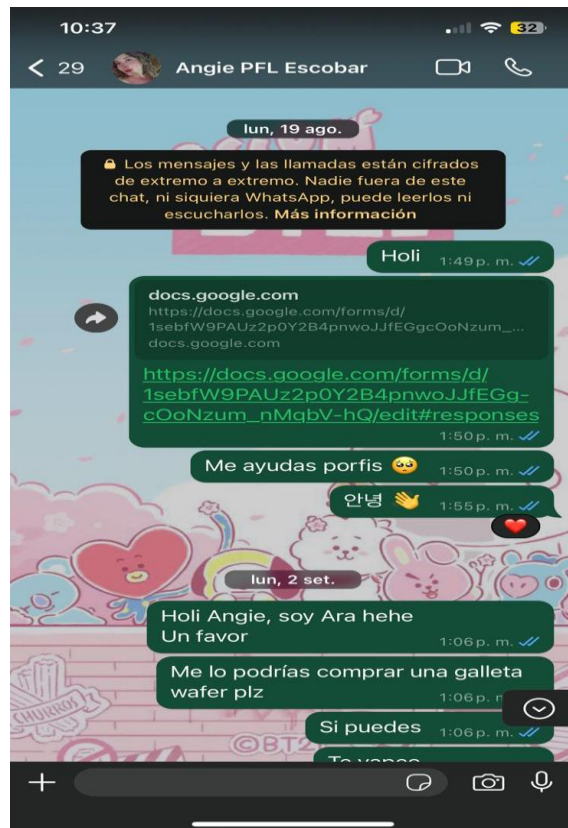 10:37
32
29
Angie PFL Escobar
lun, 19 ago.
Los mensajes y las llamadas están cifrados
de extremo a extremo. Nadie fuera de este
chat, ni siquiera WhatsApp, puede leerlos ni
escucharlos. Más información
Holi 1:49 p. m.
docs.google.com
https://docs.google.com/forms/d/
1sebfW9PAUz2p0Y2B4pnwoJJfEGgcOoNzum_...
docs.google.com
https://docs.google.com/forms/d/
1sebfW9PAUz2p0Y2B4pnwoJJfEGg-
cOoNzum_nMqbV-hQ/edit#responses
1:50 p. m.
Me ayudas porfis 🥺 1:50 p. m.
안녕 👋 1:55 p. m.
❤️
lun, 2 set.
Holi Angie, soy Ara hehe
Un favor 1:06 p. m.
Me lo podrías comprar una galleta
wafer plz 1:06 p.
CHURROS
Si puedes 1:06 p. m.
©BT2